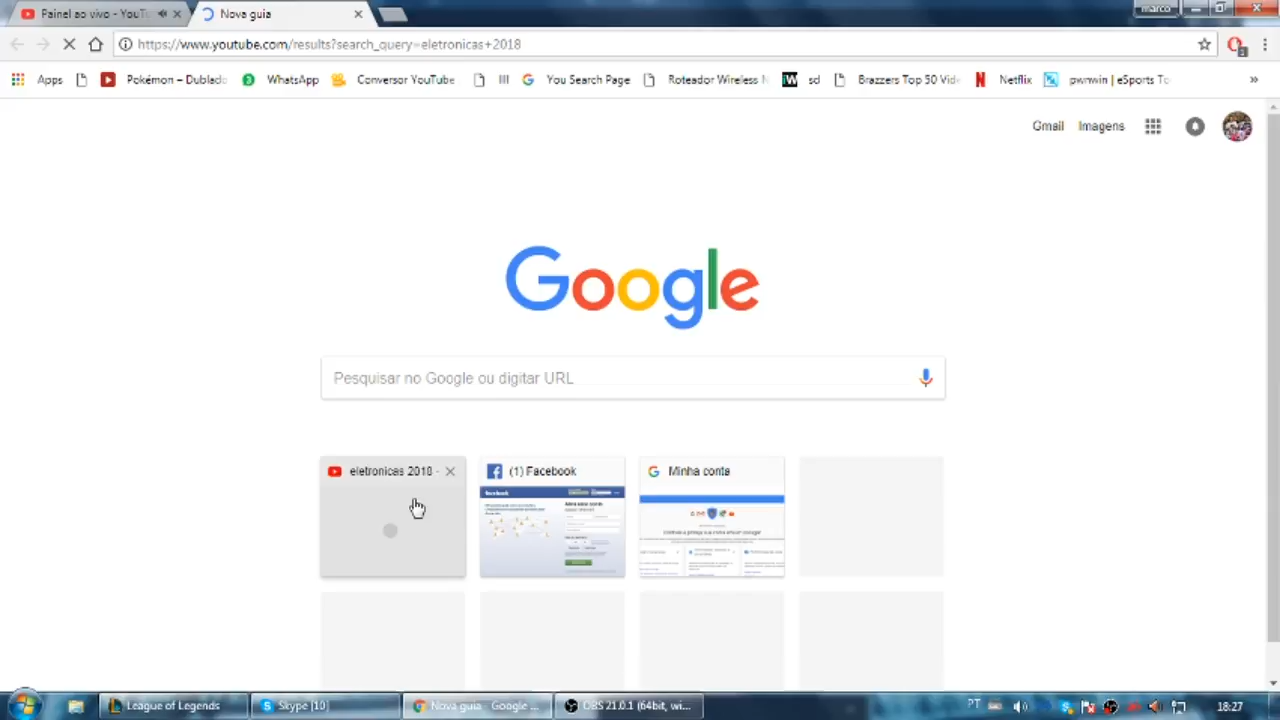 Painel ao vivo - YouTu
Nova guia
marco
https://www.youtube.com/results?search_query=eletronicas+2018
Apps
Pokémon – Dublado
WhatsApp
Conversor YouTube
You Search Page
Roteador Wireless N
sd
Brazzers Top 50 Vide
Netflix
pwnwin | eSports To
»
Gmail
Imagens
Google
Pesquisar no Google ou digitar URL
eletronicas 2018 -
(1) Facebook
Minha conta
League of Legends
Skype [10]
Nova guia - Google ...
OBS 21.0.1 (64bit, wi...
PT
18:27